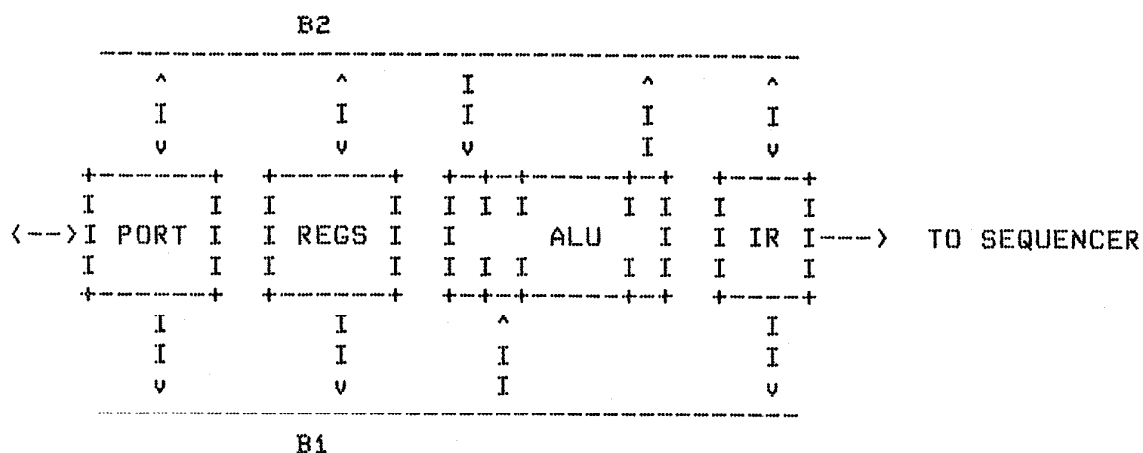 B2
<--> PORT REGS ALU IR ---> TO SEQUENCER
B1